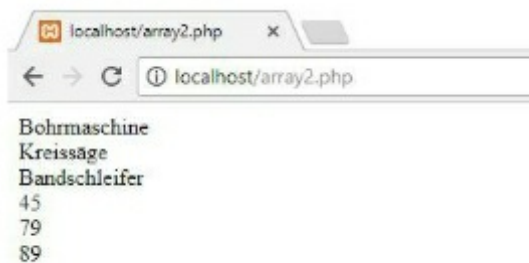 localhost/array2.php
localhost/array2.php
Bohrmaschine
Kreissäge
Bandschleifer
45
79
89